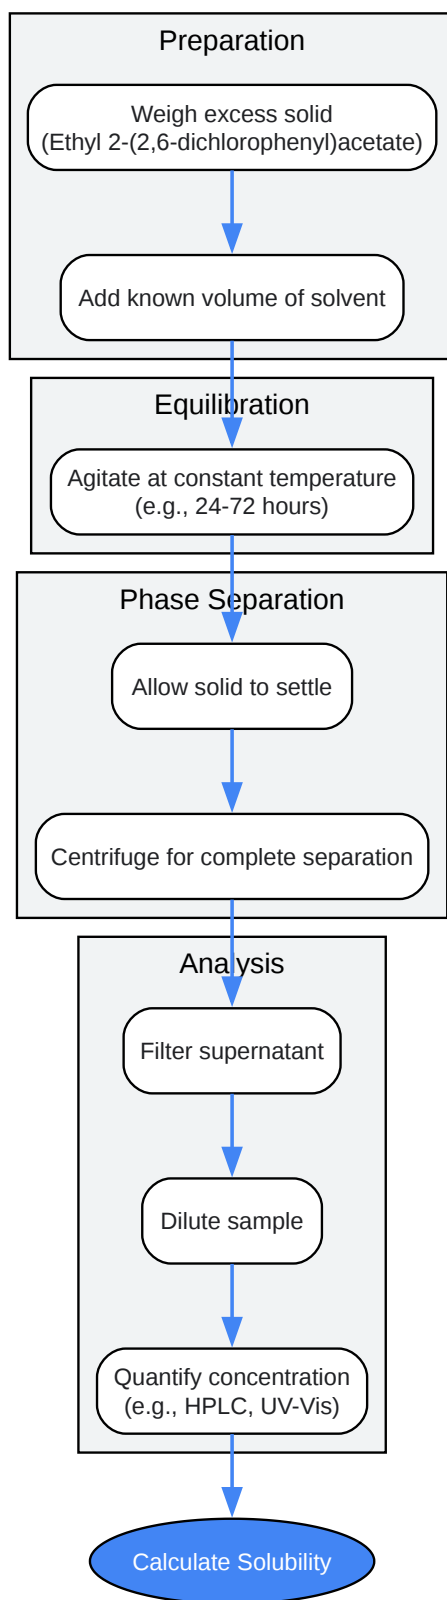 Preparation
Weigh excess solid
(Ethyl 2-(2,6-dichlorophenyl)acetate)
Add known volume of solvent
Equilibration
Agitate at constant temperature
(e.g., 24-72 hours)
Phase Separation
Allow solid to settle
Centrifuge for complete separation
Analysis
Filter supernatant
Dilute sample
Quantify concentration
(e.g., HPLC, UV-Vis)
Calculate Solubility